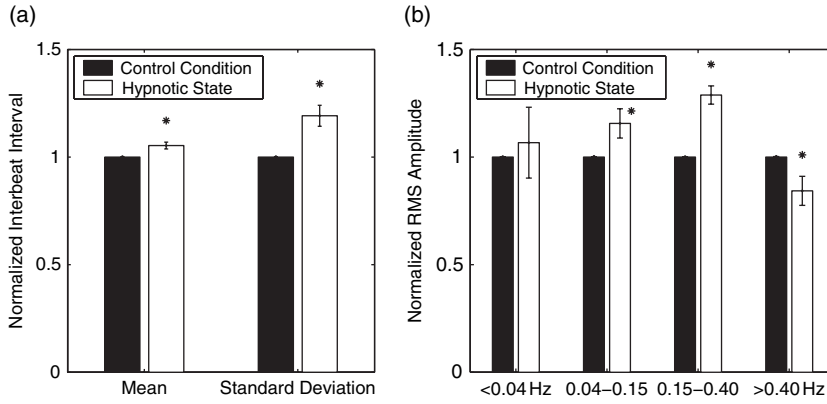 (a)
Normalized Interbeat Interval
1.5
1
0.5
0
Control Condition
Hypnotic State
*
*
Mean
Standard Deviation
(b)
Normalized RMS Amplitude
1.5
1
0.5
0
Control Condition
Hypnotic State
*
*
*
<0.04 Hz
0.04–0.15
0.15–0.40
>0.40 Hz